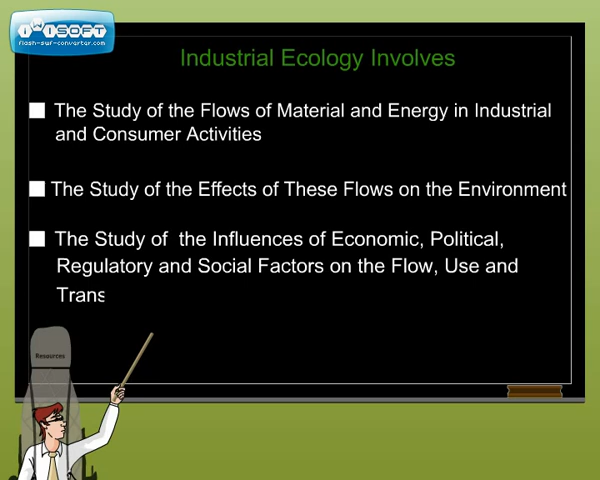 iWiSOFT
flash-swf-converter.com
Industrial Ecology Involves
The Study of the Flows of Material and Energy in Industrial
and Consumer Activities
The Study of the Effects of These Flows on the Environment
The Study of the Influences of Economic, Political,
Regulatory and Social Factors on the Flow, Use and
Trans
Resources